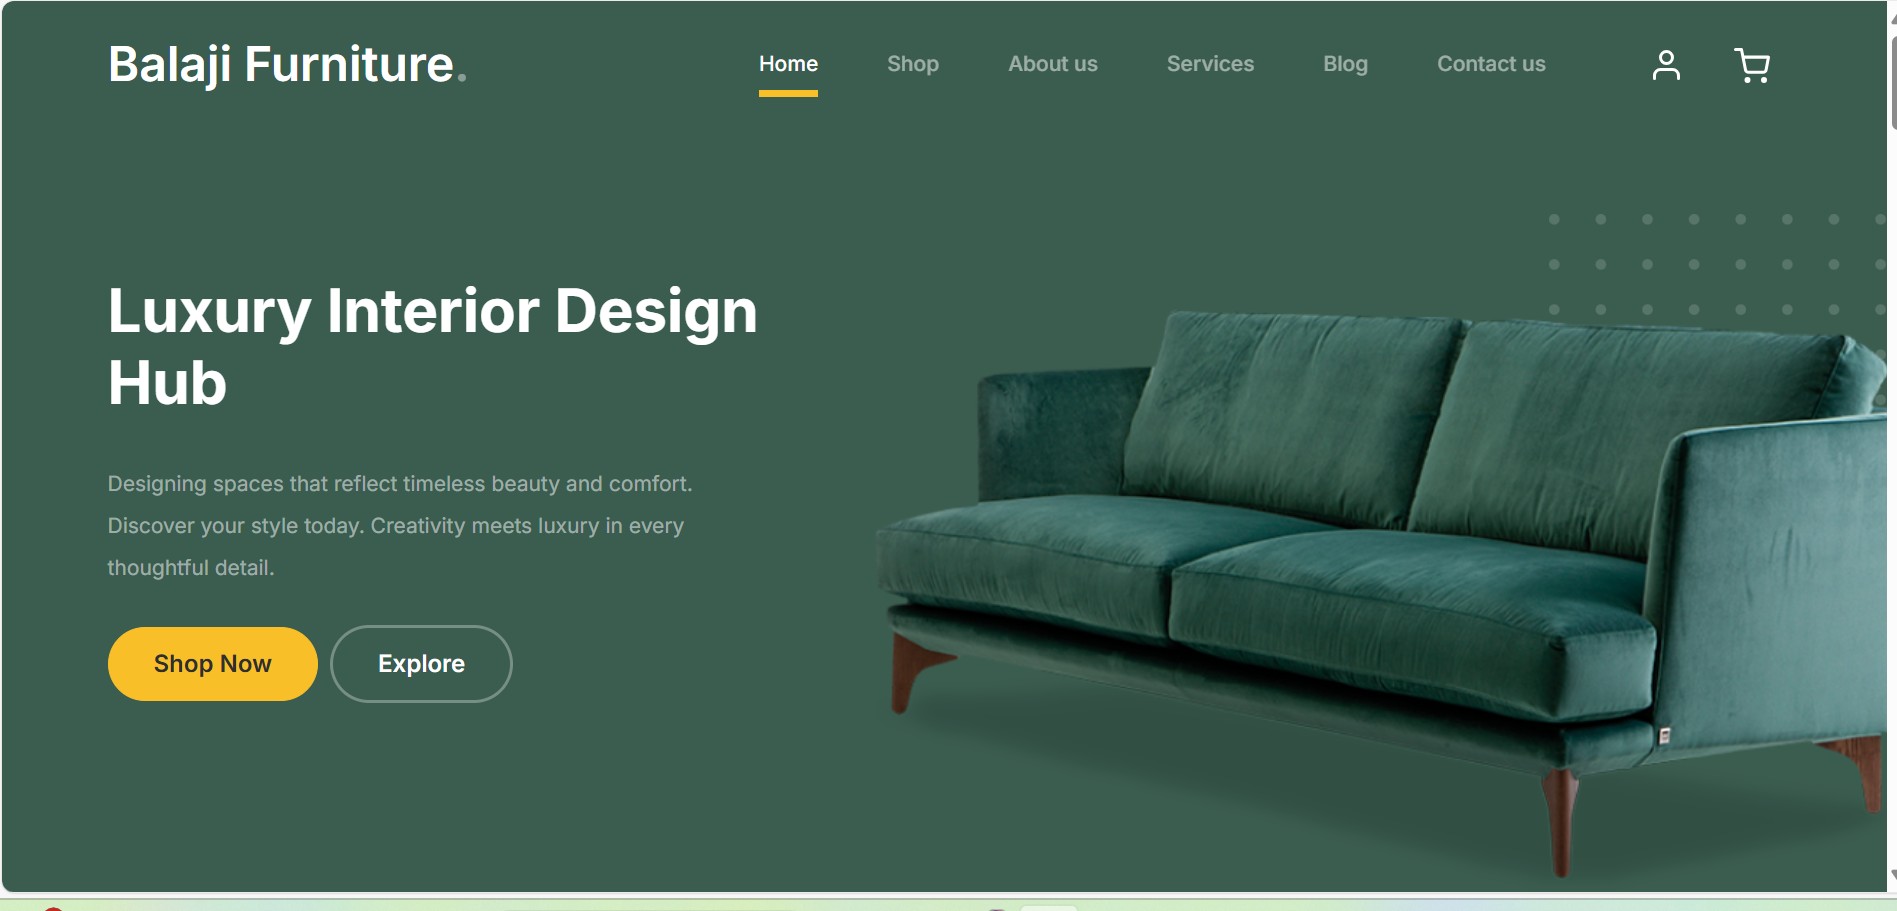 Balaji Furniture.
Home
Shop
About us
Services
Blog
Contact us
Luxury Interior Design
Hub
Designing spaces that reflect timeless beauty and comfort.
Discover your style today. Creativity meets luxury in every
thoughtful detail.
Shop Now
Explore